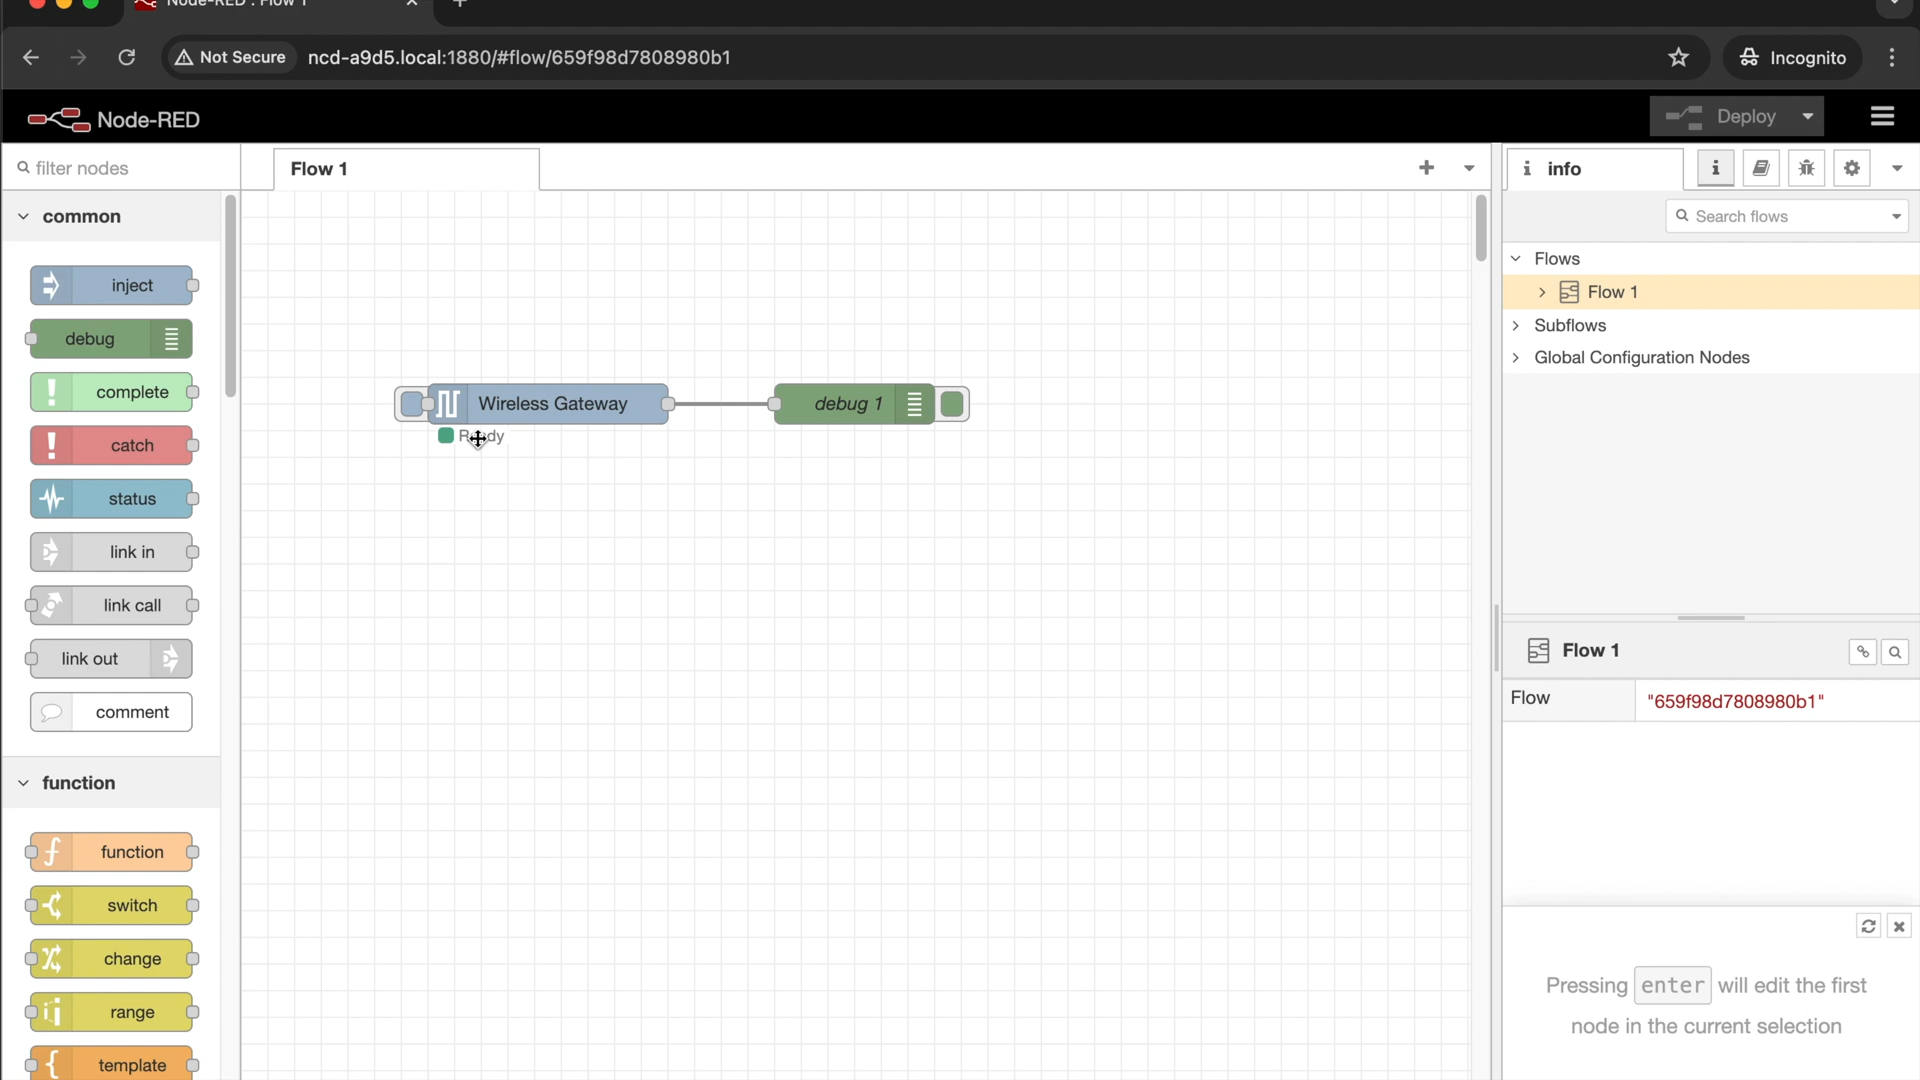 Not Secure
ncd-a9d5.local:1880/#flow/659f98d7808980b1
Incognito
Node-RED
Deploy
filter nodes
Flow 1
info
common
Search flows
inject
debug
complete
catch
status
link in
link call
link out
comment
function
function
switch
change
range
template
Wireless Gateway
debug 1
Flows
Flow 1
Subflows
Global Configuration Nodes
Flow 1
Flow
"659f98d7808980b1"
Pressing enter will edit the first
node in the current selection